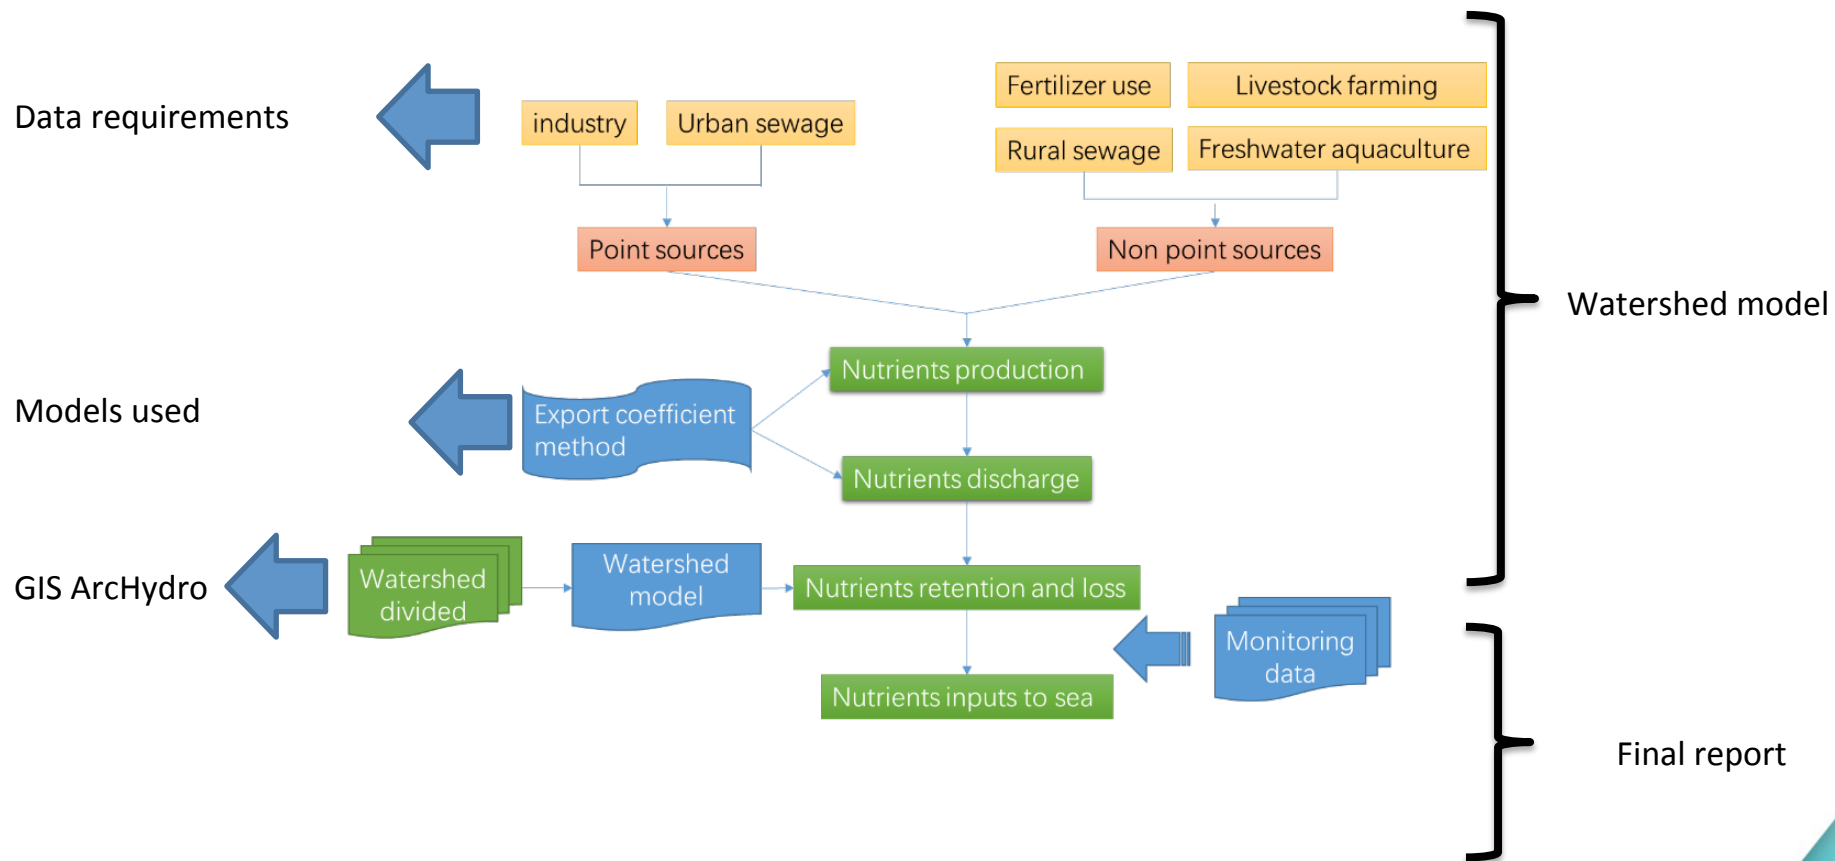 Data requirements
industry
Urban sewage
Fertilizer use
Livestock farming
Rural sewage
Freshwater aquaculture
Point sources
Non point sources
Watershed model
Nutrients production
Models used
Export coefficient
method
Nutrients discharge
GIS ArcHydro
Watershed
divided
Watershed
model
Nutrients retention and loss
Monitoring
data
Nutrients inputs to sea
Final report